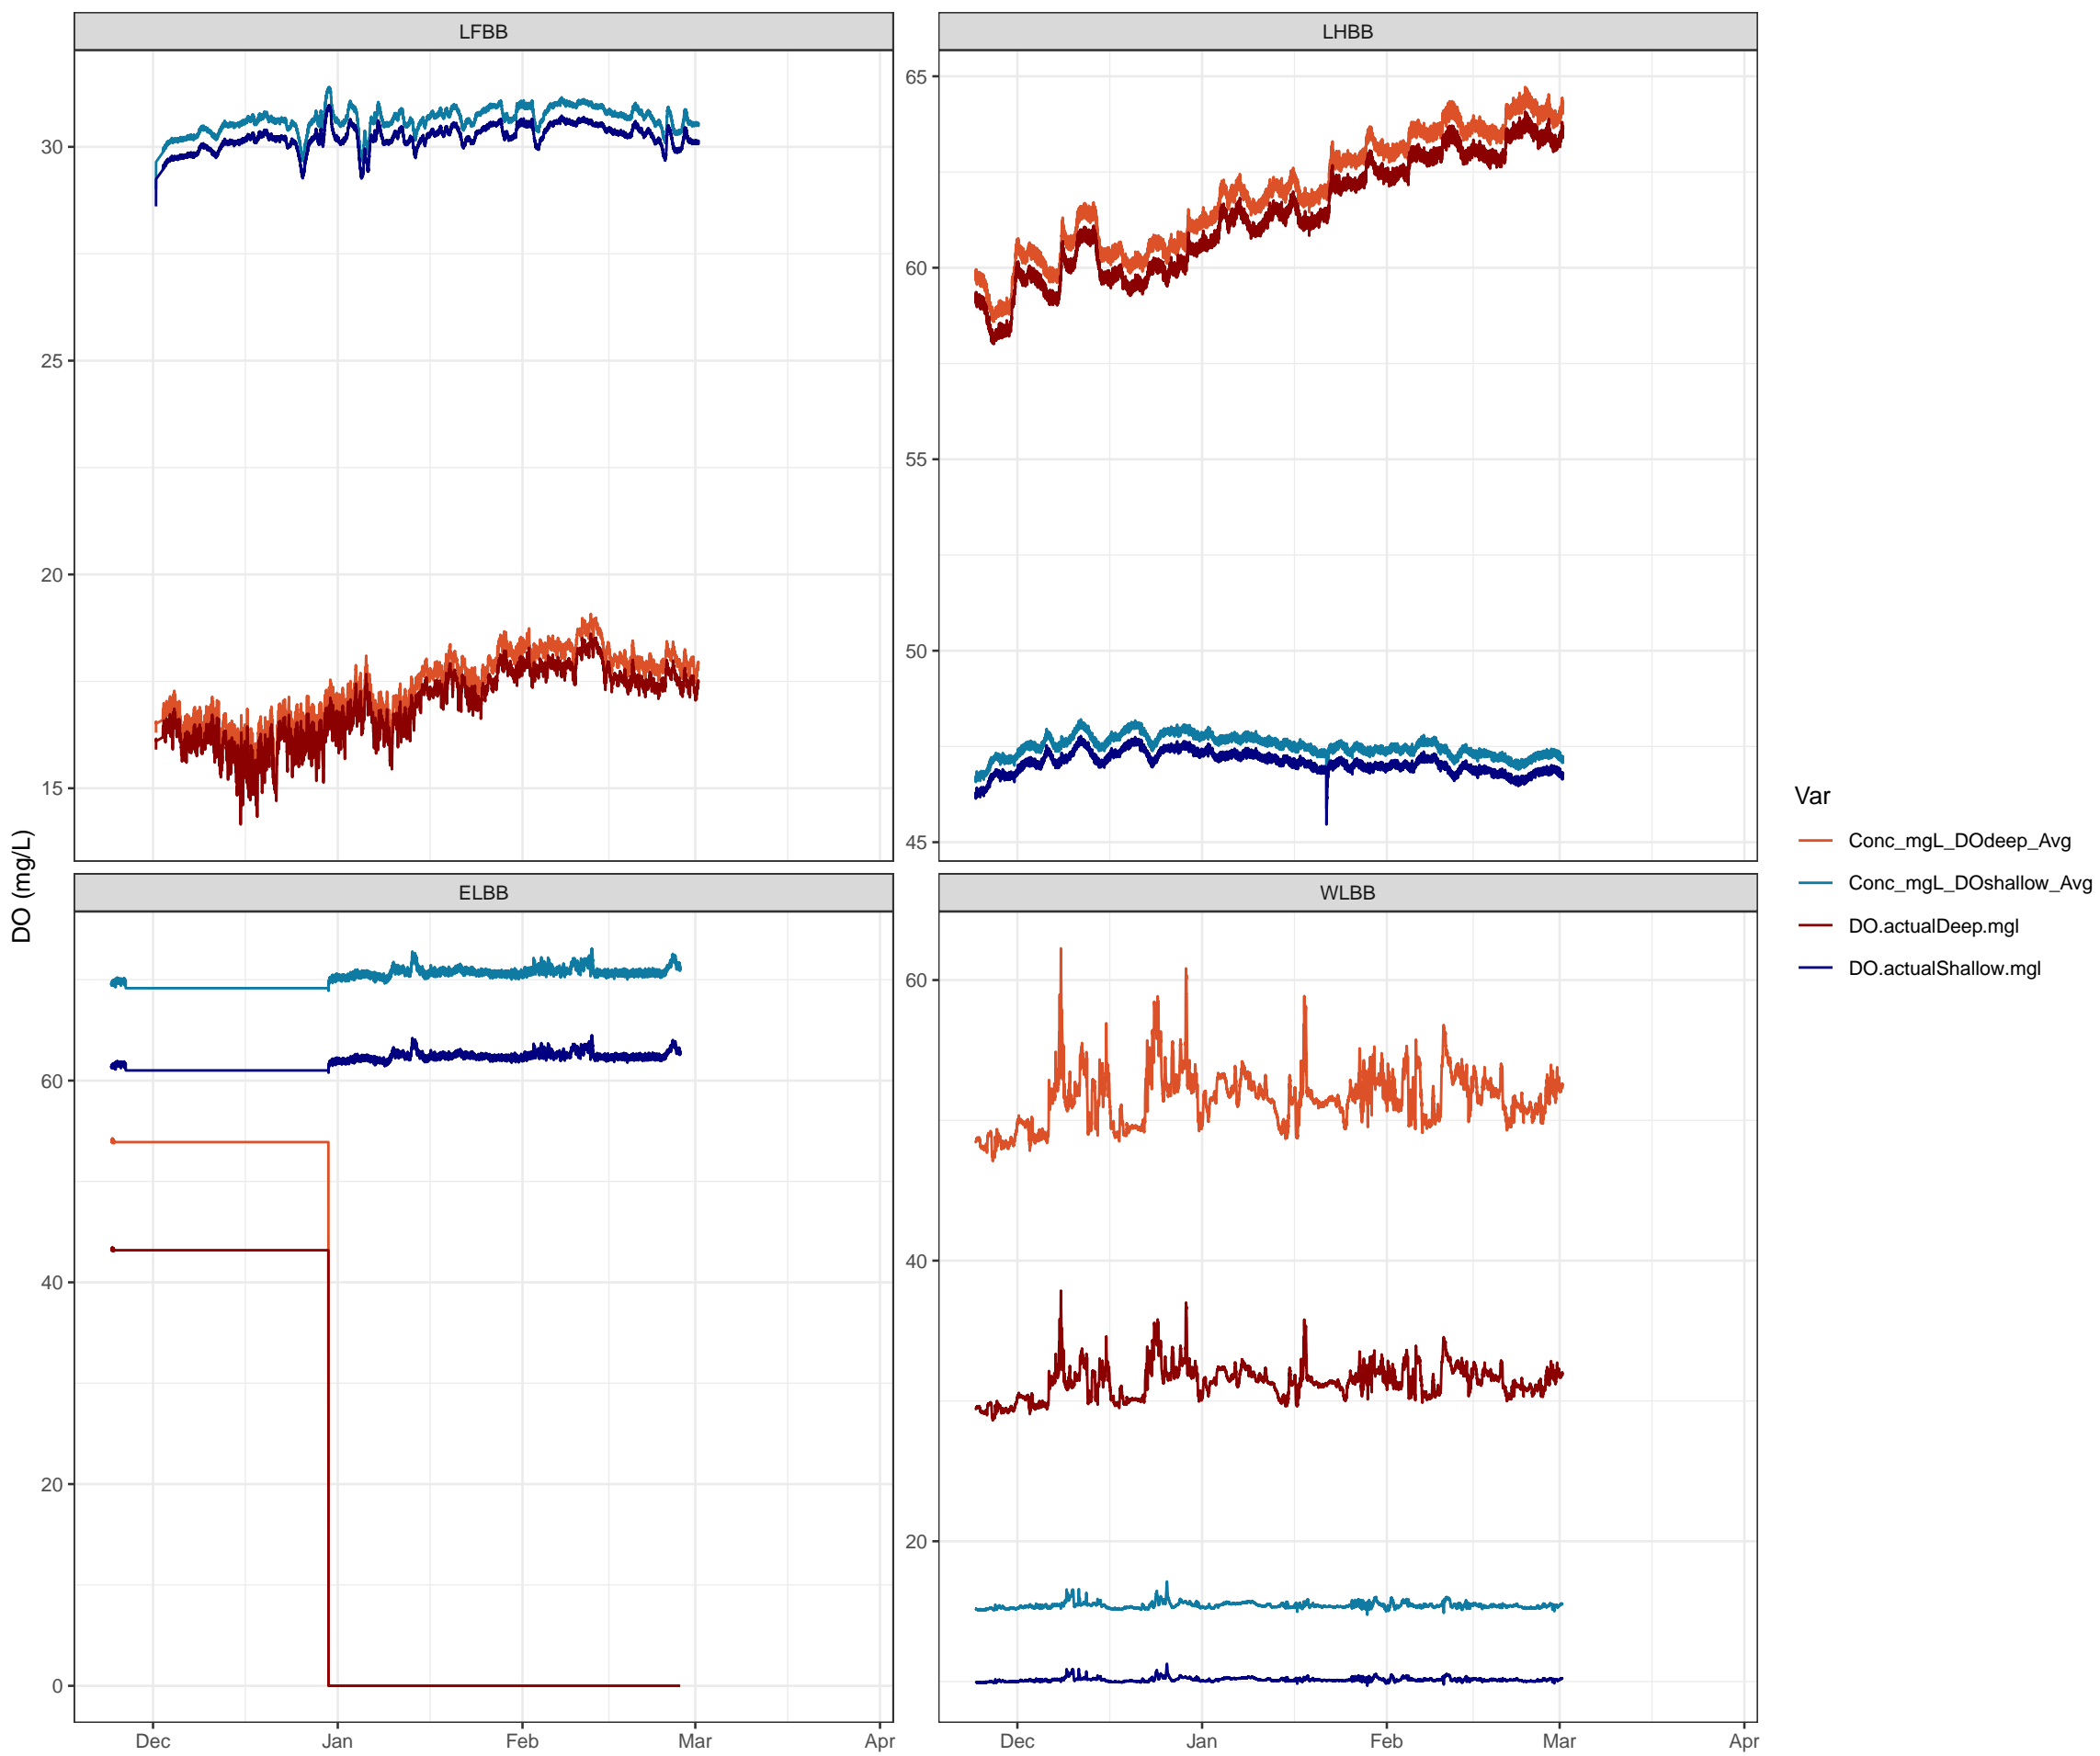 LFBB
LHBB
30
25
20
15
65
60
55
50
45
DO (mg/L)
ELBB
WLBB
60
40
20
0
60
40
20
Dec Jan Feb Mar Apr
Dec Jan Feb Mar Apr
Var
Conc_mgL_DOdeep_Avg
Conc_mgL_DOshallow_Avg
DO.actualDeep.mgl
DO.actualShallow.mgl